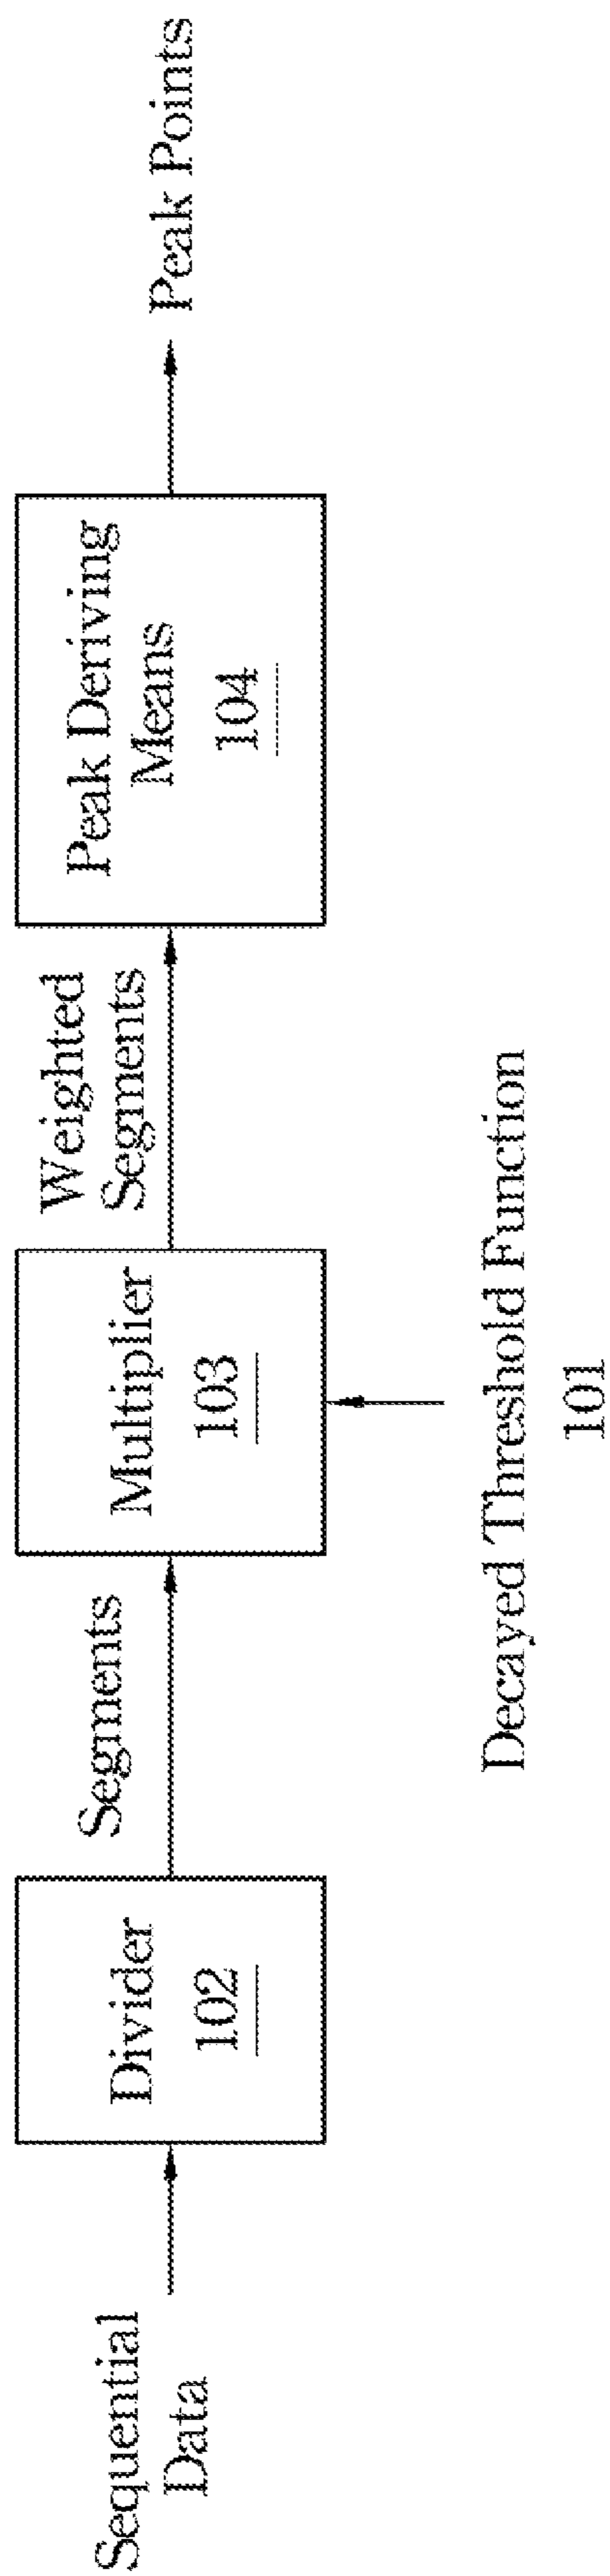 Sequential
Data
Divider
102
Segments
Multiplier
103
Decayed Threshold Function
101
Weighted
Segments
Peak Deriving
Means
104
Peak Points